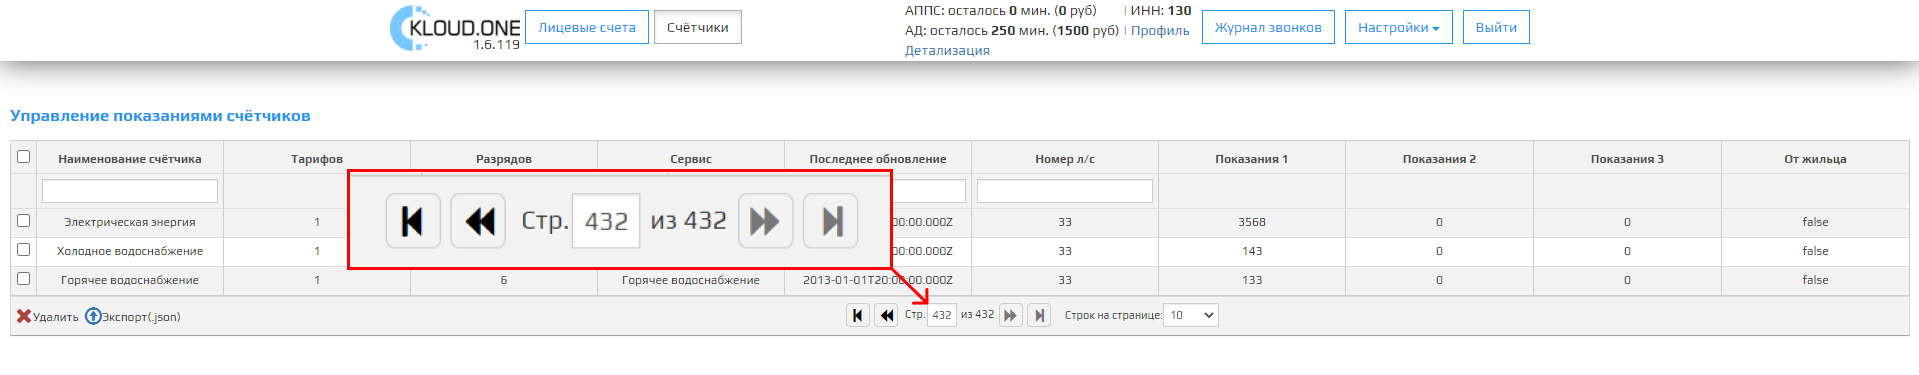 KLOUD.ONE
1.6.119
Лицевые счета
Счётчики
АППС: осталось 0 мин. (0 руб) | ИНН: 130
АД: осталось 250 мин. (1500 руб) | Профиль
Детализация
Журнал звонков
Настройки
Выйти
Управление показаниями счётчиков
Наименование счётчика Тарифов Разрядов Сервис Последнее обновление Номер л/с Показания 1 Показания 2 Показания 3 От жильца
Стр. 432 из 432
Электрическая энергия 1 00:00.000Z 33 3568 0 0 false
Холодное водоснабжение 1 00:00.000Z 33 143 0 0 false
Горячее водоснабжение 1 6 Горячее водоснабжение 2013-01-01T20:00:00.000Z 33 133 0 0 false
Удалить Экспорт(.json) Стр. 432 из 432 Строк на странице: 10